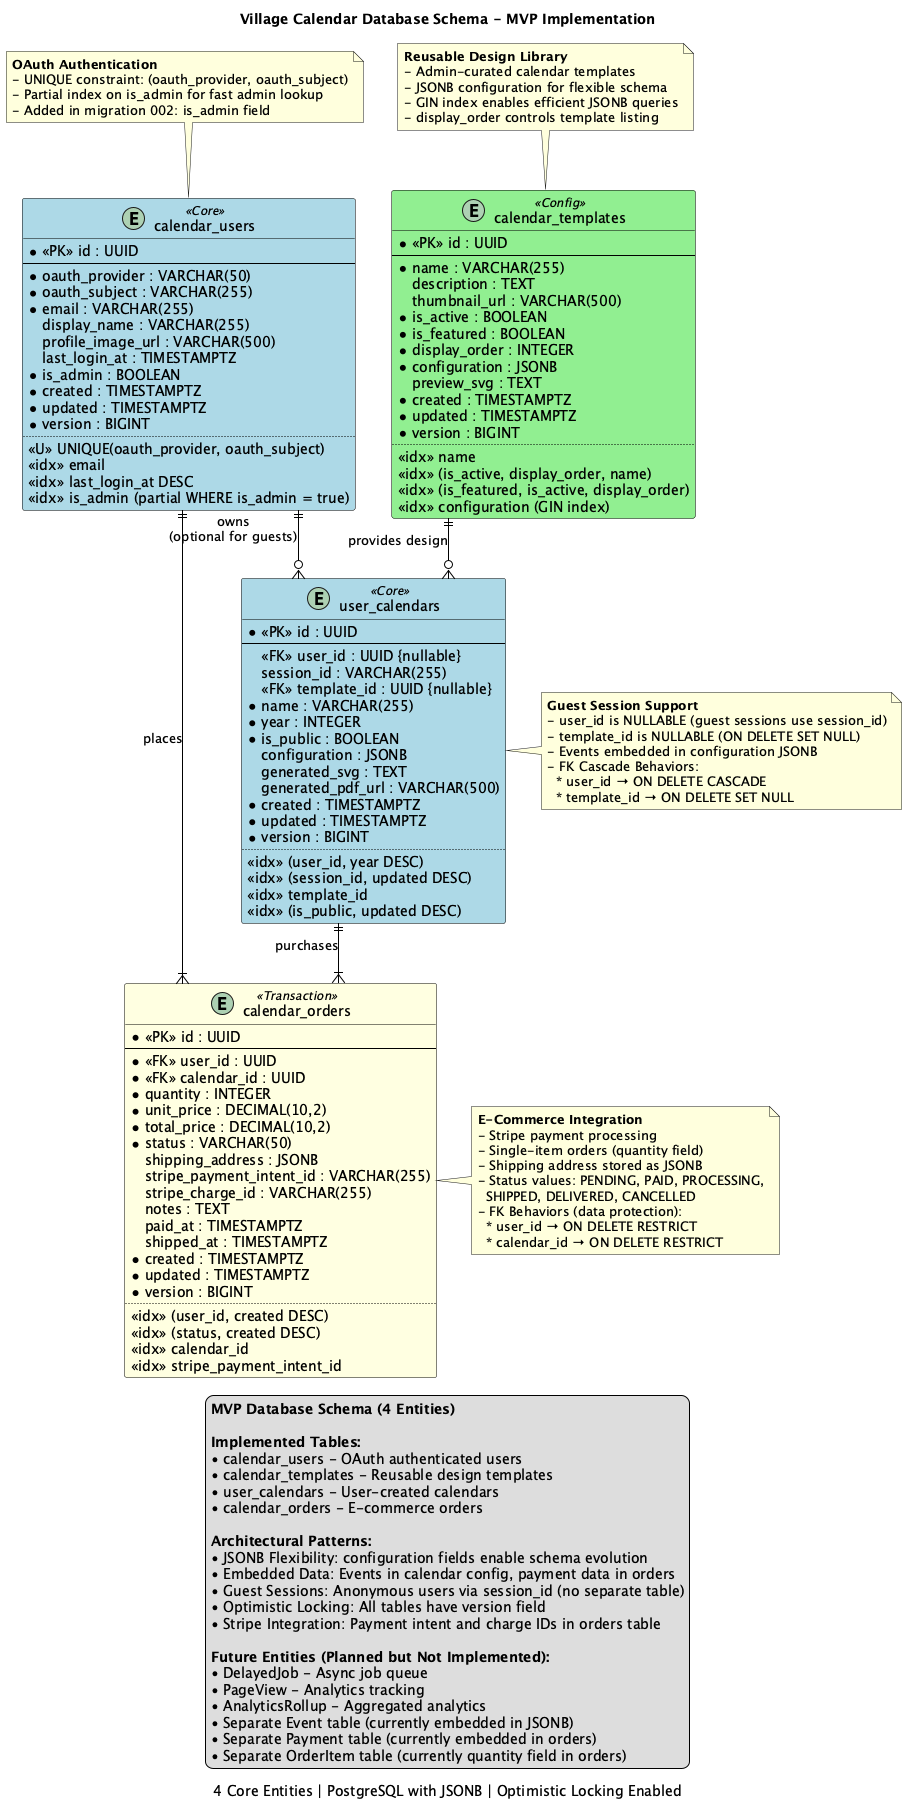 Village Calendar Database Schema – MVP Implementation
OAuth Authentication
– UNIQUE constraint: (oauth_provider, oauth_subject)
– Partial index on is_admin for fast admin lookup
– Added in migration 002: is_admin field
Reusable Design Library
– Admin-curated calendar templates
– JSONB configuration for flexible schema
– GIN index enables efficient JSONB queries
– display_order controls template listing
E
«Core»
calendar_users
• «PK» id : UUID
• oauth_provider : VARCHAR(50)
• oauth_subject : VARCHAR(255)
• email : VARCHAR(255)
display_name : VARCHAR(255)
profile_image_url : VARCHAR(500)
last_login_at : TIMESTAMPTZ
• is_admin : BOOLEAN
• created : TIMESTAMPTZ
• updated : TIMESTAMPTZ
• version : BIGINT
«U» UNIQUE(oauth_provider, oauth_subject)
«idx» email
«idx» last_login_at DESC
«idx» is_admin (partial WHERE is_admin = true)
E
«Config»
calendar_templates
• «PK» id : UUID
• name : VARCHAR(255)
description : TEXT
thumbnail_url : VARCHAR(500)
• is_active : BOOLEAN
• is_featured : BOOLEAN
• display_order : INTEGER
• configuration : JSONB
preview_svg : TEXT
• created : TIMESTAMPTZ
• updated : TIMESTAMPTZ
• version : BIGINT
«idx» name
«idx» (is_active, display_order, name)
«idx» (is_featured, is_active, display_order)
«idx» configuration (GIN index)
owns
(optional for guests)
provides design
E
«Core»
user_calendars
• «PK» id : UUID
«FK» user_id : UUID {nullable}
session_id : VARCHAR(255)
«FK» template_id : UUID {nullable}
• name : VARCHAR(255)
• year : INTEGER
• is_public : BOOLEAN
configuration : JSONB
generated_svg : TEXT
generated_pdf_url : VARCHAR(500)
• created : TIMESTAMPTZ
• updated : TIMESTAMPTZ
• version : BIGINT
«idx» (user_id, year DESC)
«idx» (session_id, updated DESC)
«idx» template_id
«idx» (is_public, updated DESC)
Guest Session Support
– user_id is NULLABLE (guest sessions use session_id)
– template_id is NULLABLE (ON DELETE SET NULL)
– Events embedded in configuration JSONB
– FK Cascade Behaviors:
* user_id → ON DELETE CASCADE
* template_id → ON DELETE SET NULL
places
purchases
E
«Transaction»
calendar_orders
• «PK» id : UUID
• «FK» user_id : UUID
• «FK» calendar_id : UUID
• quantity : INTEGER
• unit_price : DECIMAL(10,2)
• total_price : DECIMAL(10,2)
• status : VARCHAR(50)
shipping_address : JSONB
stripe_payment_intent_id : VARCHAR(255)
stripe_charge_id : VARCHAR(255)
notes : TEXT
paid_at : TIMESTAMPTZ
shipped_at : TIMESTAMPTZ
• created : TIMESTAMPTZ
• updated : TIMESTAMPTZ
• version : BIGINT
«idx» (user_id, created DESC)
«idx» (status, created DESC)
«idx» calendar_id
«idx» stripe_payment_intent_id
E-Commerce Integration
– Stripe payment processing
– Single-item orders (quantity field)
– Shipping address stored as JSONB
– Status values: PENDING, PAID, PROCESSING,
SHIPPED, DELIVERED, CANCELLED
– FK Behaviors (data protection):
* user_id → ON DELETE RESTRICT
* calendar_id → ON DELETE RESTRICT
MVP Database Schema (4 Entities)
Implemented Tables:
• calendar_users – OAuth authenticated users
• calendar_templates – Reusable design templates
• user_calendars – User-created calendars
• calendar_orders – E-commerce orders
Architectural Patterns:
• JSONB Flexibility: configuration fields enable schema evolution
• Embedded Data: Events in calendar config, payment data in orders
• Guest Sessions: Anonymous users via session_id (no separate table)
• Optimistic Locking: All tables have version field
• Stripe Integration: Payment intent and charge IDs in orders table
Future Entities (Planned but Not Implemented):
• DelayedJob – Async job queue
• PageView – Analytics tracking
• AnalyticsRollup – Aggregated analytics
• Separate Event table (currently embedded in JSONB)
• Separate Payment table (currently embedded in orders)
• Separate OrderItem table (currently quantity field in orders)
4 Core Entities | PostgreSQL with JSONB | Optimistic Locking Enabled